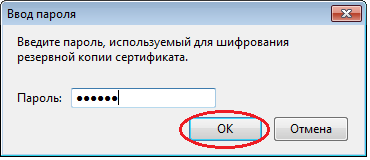 Ввод пароля
Введите пароль, используемый для шифрования
резервной копии сертификата.
Пароль: ●●●●●●
OK Отмена